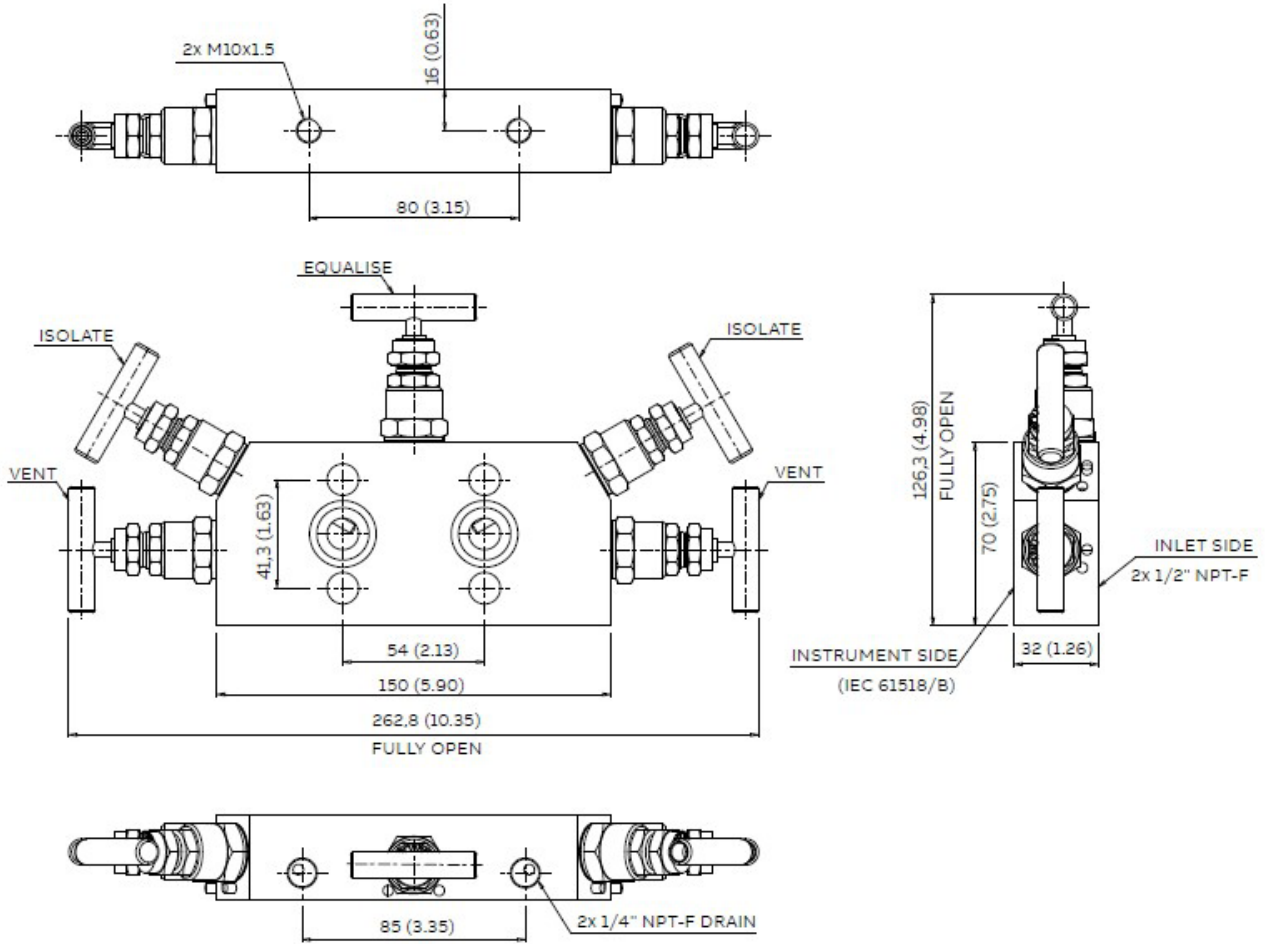 2x M10x1.5
16 (0.63)
80 (3.15)
EQUALISE
ISOLATE
ISOLATE
VENT
VENT
41,3 (1.63)
54 (2.13)
150 (5.90)
262,8 (10.35)
FULLY OPEN
126,3 (4.98)
FULLY OPEN
70 (2.75)
INLET SIDE
2x 1/2" NPT-F
INSTRUMENT SIDE
(IEC 61518/B)
32 (1.26)
85 (3.35)
2x 1/4" NPT-F DRAIN